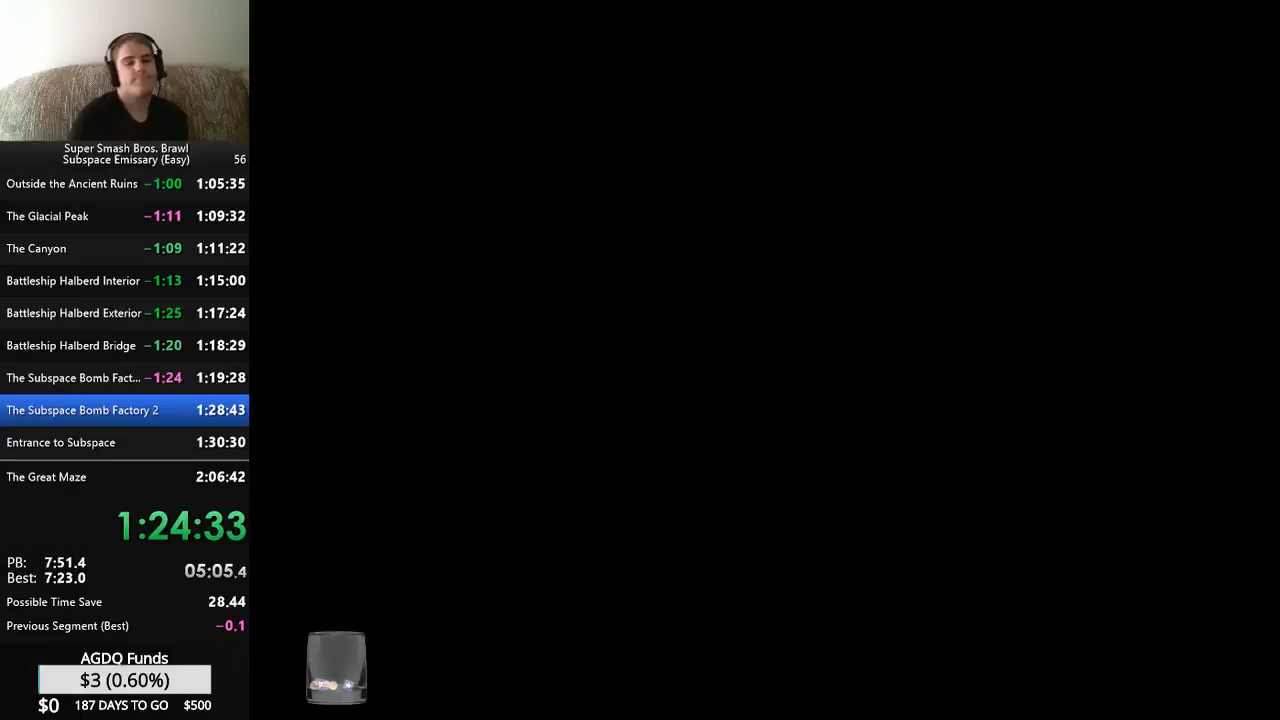 Super Smash Bros. Brawl
Subspace Emissary (Easy) 56
Outside the Ancient Ruins −1:00 1:05:35
The Glacial Peak −1:11 1:09:32
The Canyon −1:09 1:11:22
Battleship Halberd Interior −1:13 1:15:00
Battleship Halberd Exterior −1:25 1:17:24
Battleship Halberd Bridge −1:20 1:18:29
The Subspace Bomb Fact... −1:24 1:19:28
The Subspace Bomb Factory 2 1:28:43
Entrance to Subspace 1:30:30
The Great Maze 2:06:42
1:24:33
PB: 7:51.4
Best: 7:23.0
05:05.4
Possible Time Save 28.44
Previous Segment (Best) −0.1
AGDQ Funds
$3 (0.60%)
$0 187 DAYS TO GO $500